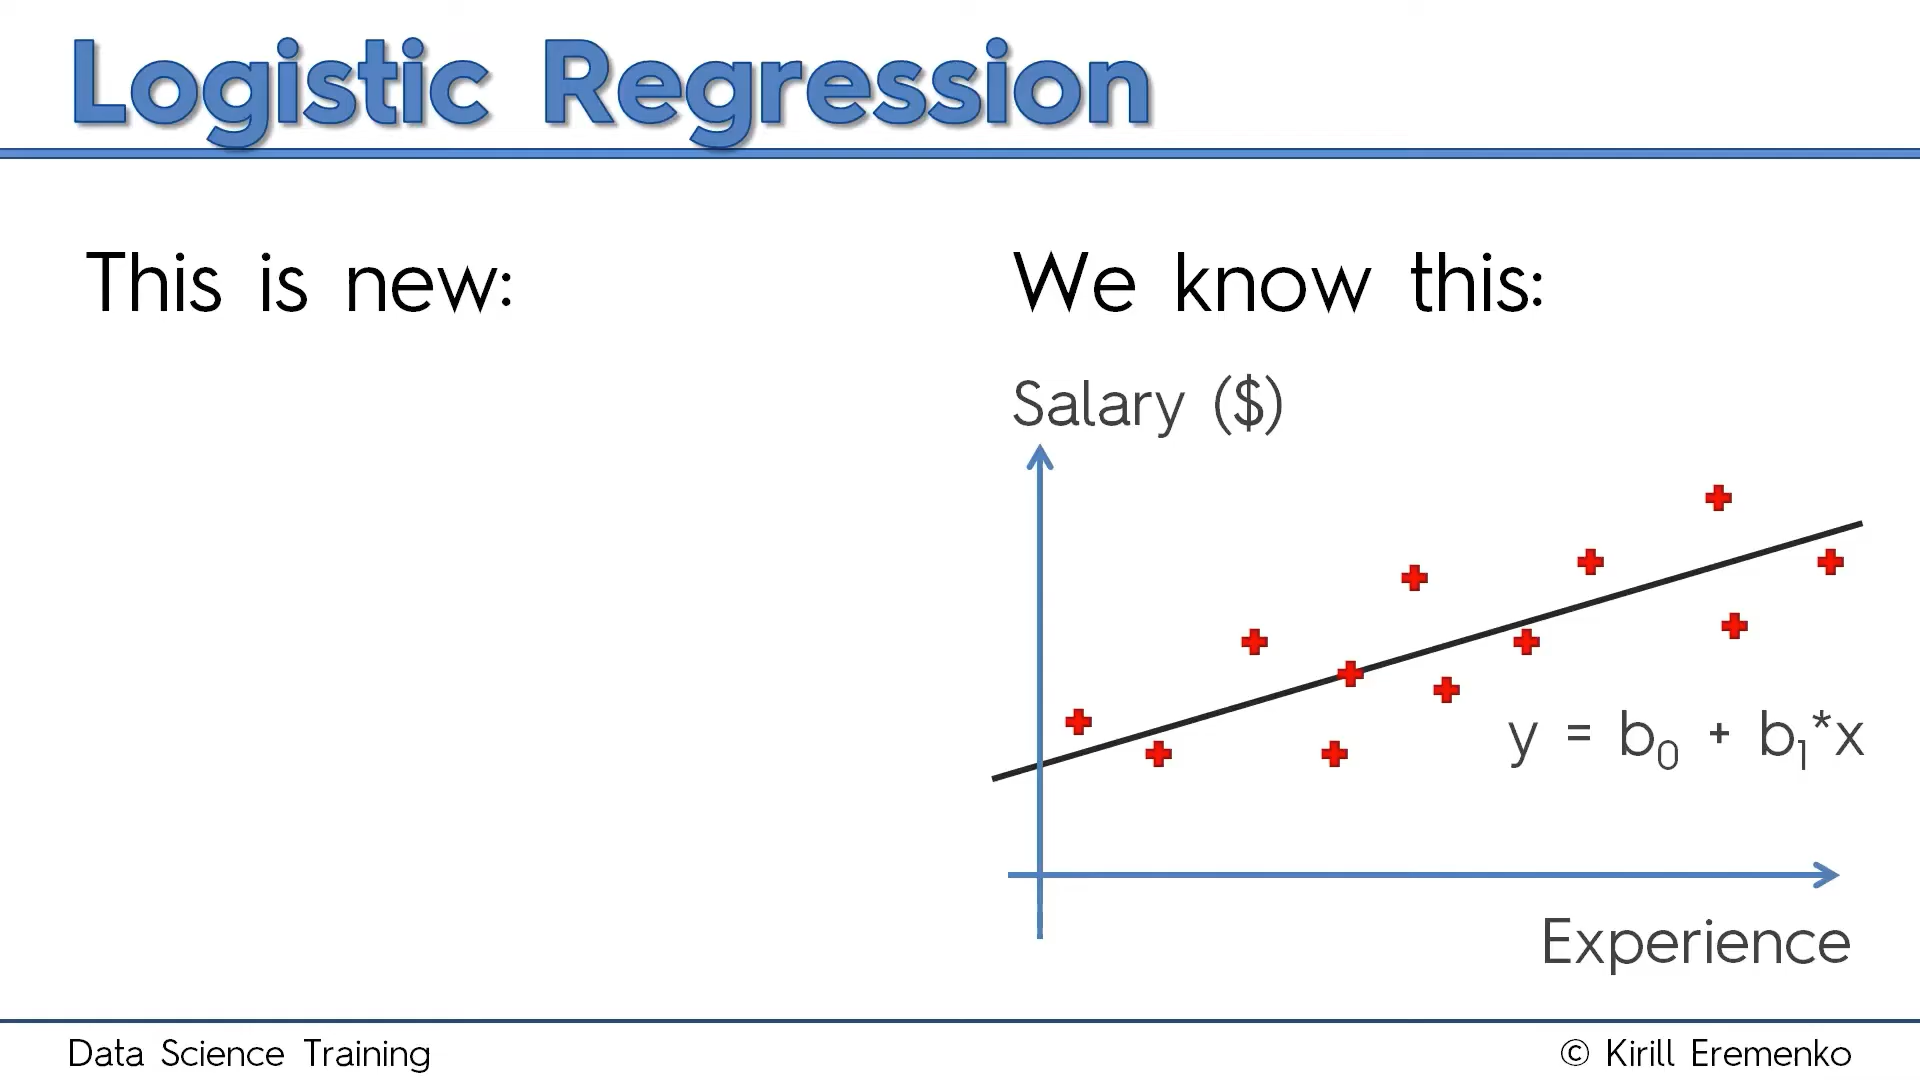 Logistic Regression
This is new:
We know this:
Salary ($)
y = b₀ + b₁*x
Experience
Data Science Training
© Kirill Eremenko